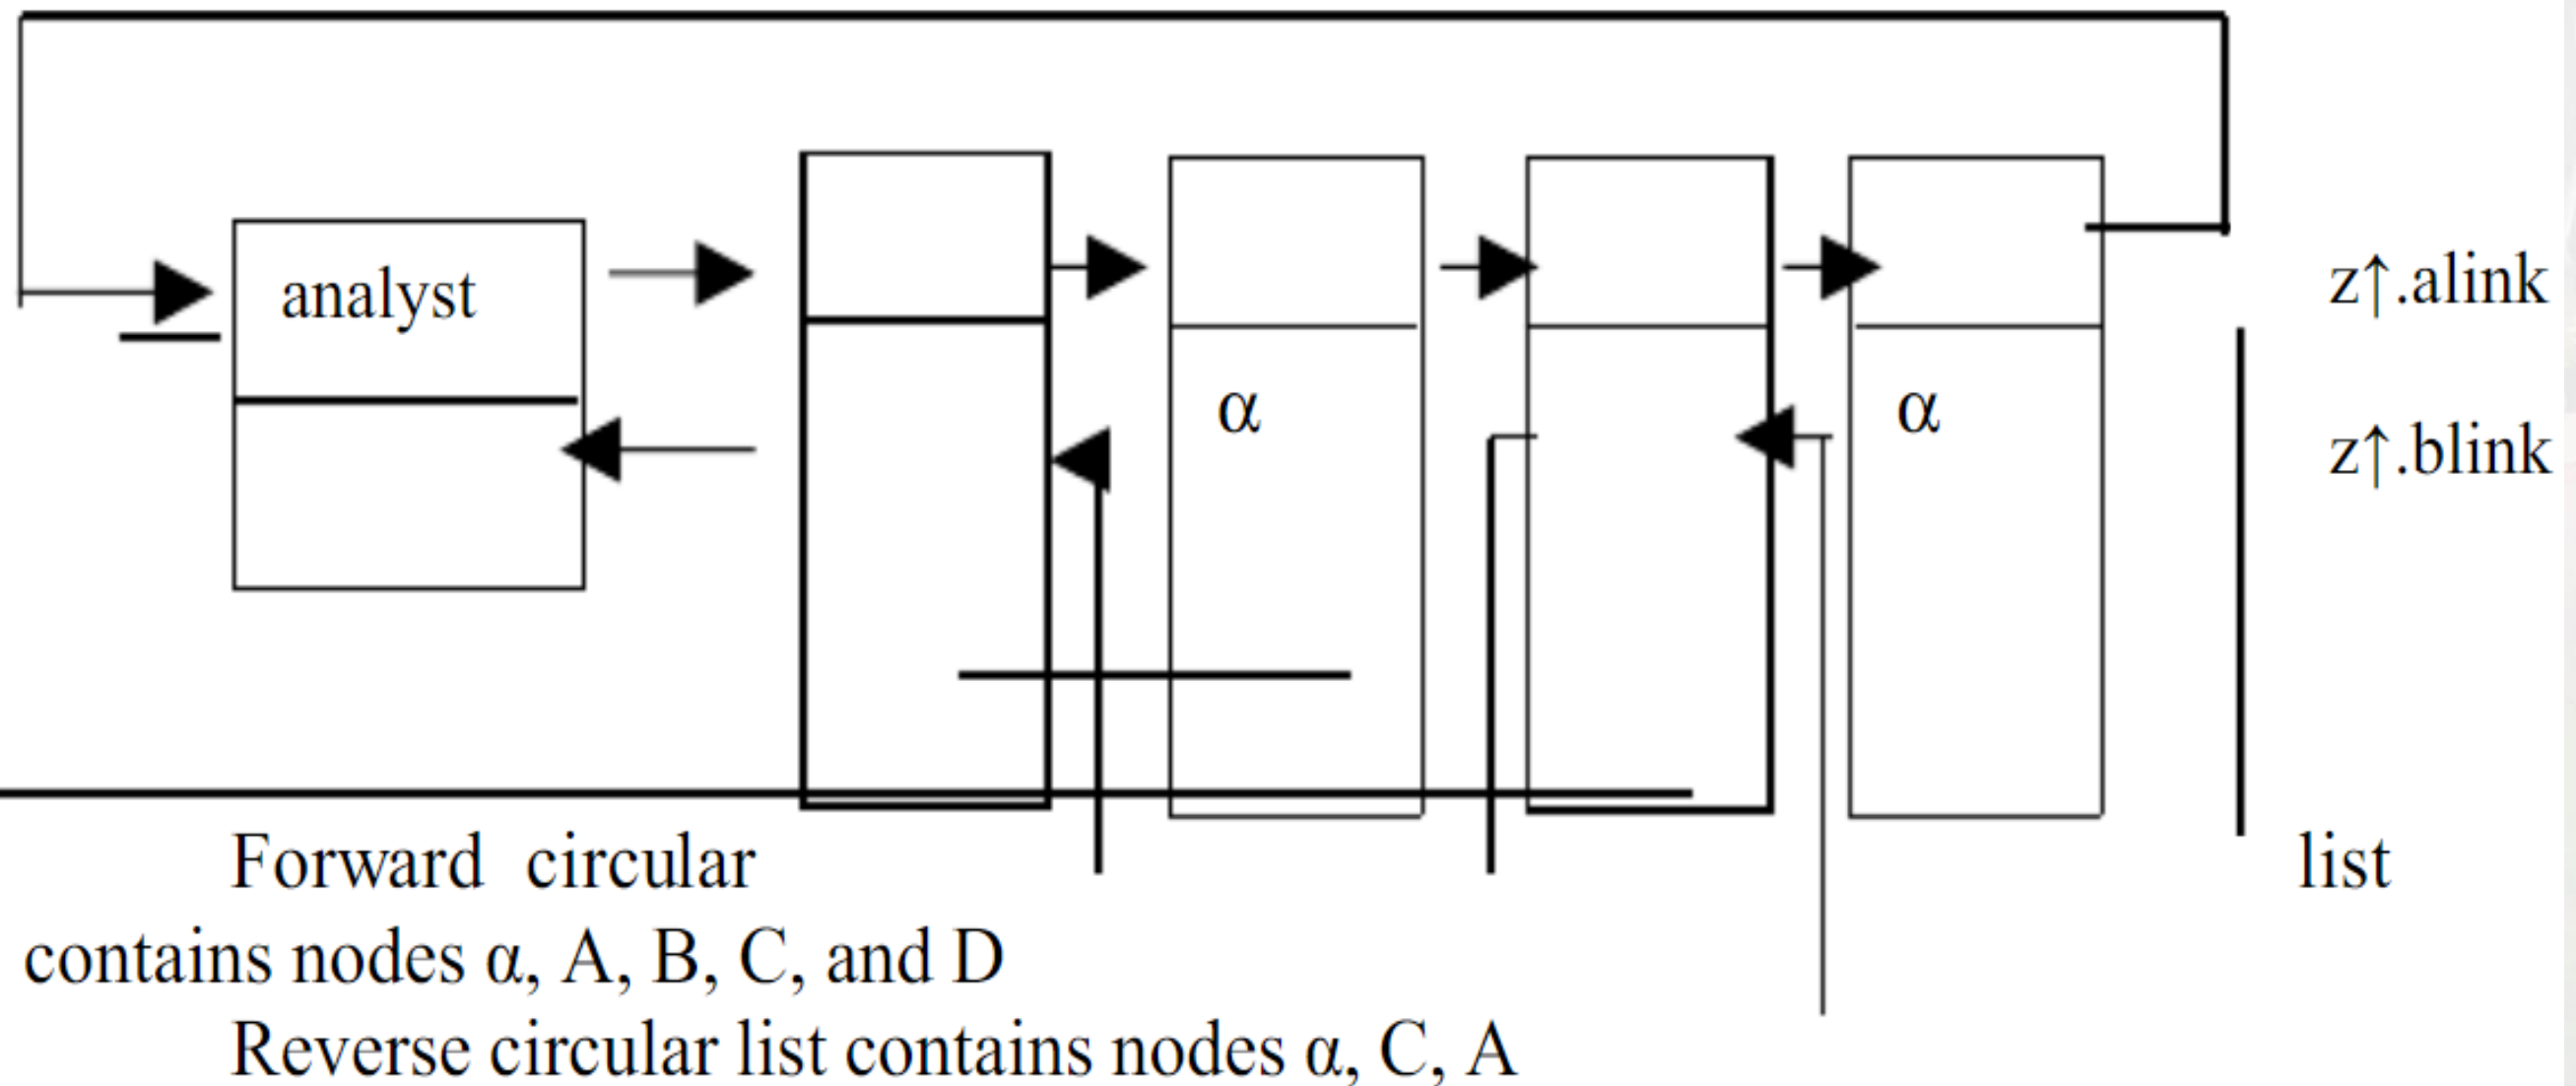 analyst
z↑.alink
α
α
z↑.blink
Forward circular list
contains nodes α, A, B, C, and D
Reverse circular list contains nodes α, C, A